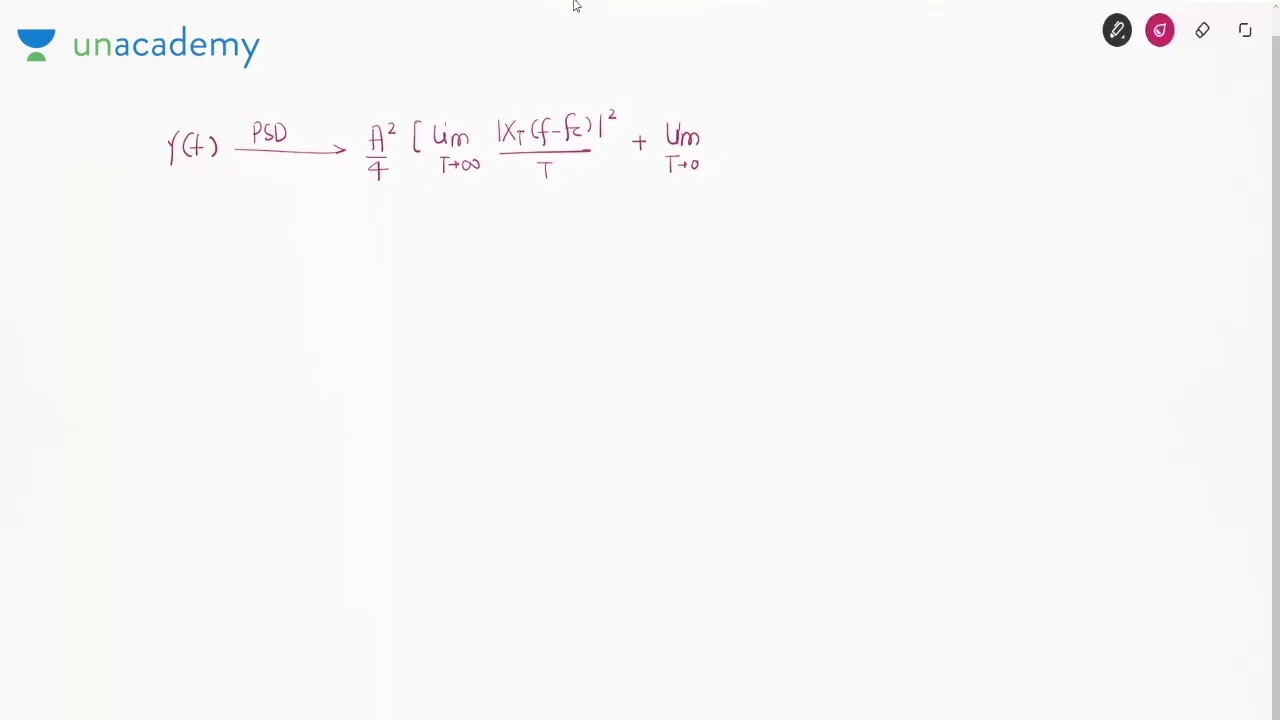 unacademy
Y(t) PSD → A²/4 [ Lim T→∞ |X_T(f-fc)|²/T + Lim T→0